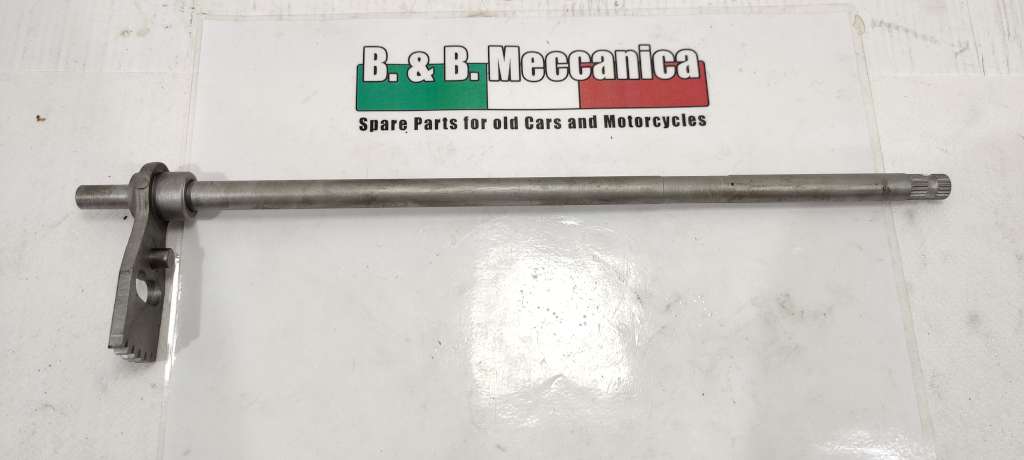 B. & B. Meccanica
Spare Parts for old Cars and Motorcycles